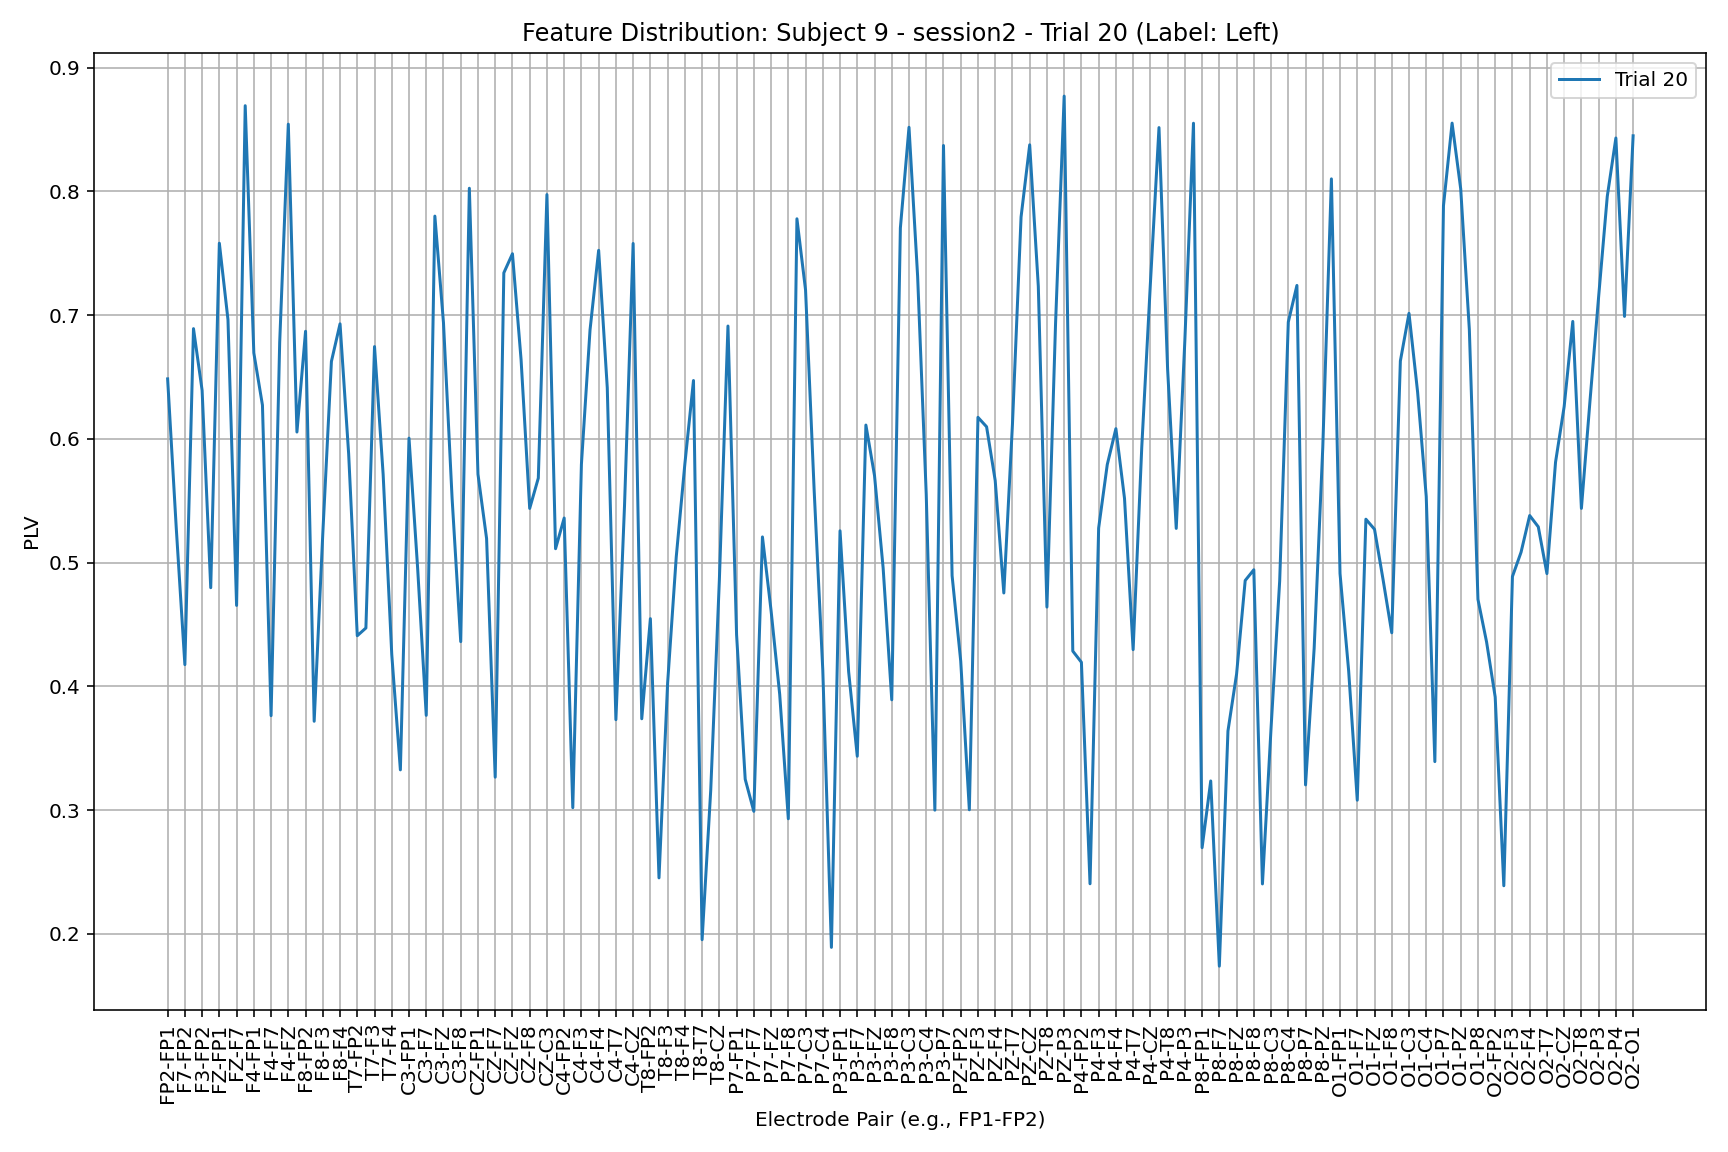 Feature Distribution: Subject 9 - session2 - Trial 20 (Label: Left)
Trial 20
0.9
0.8
0.7
0.6
0.5
0.4
0.3
0.2
PLV
FP2-FP1
F7-FP2
F3-FP2
FZ-FP1
FZ-F7
F4-FP1
F4-F7
F4-FZ
F8-FP2
F8-F3
F8-F4
T7-FP2
T7-F3
T7-F4
C3-FP1
C3-F7
C3-FZ
C3-F8
CZ-FP1
CZ-F7
CZ-FZ
CZ-F8
CZ-C3
C4-FP2
C4-F3
C4-F4
C4-T7
C4-CZ
T8-FP2
T8-F3
T8-F4
T8-T7
T8-CZ
P7-FP1
P7-F7
P7-FZ
P7-F8
P7-C3
P7-C4
P3-FP1
P3-F7
P3-FZ
P3-F8
P3-C3
P3-C4
P3-P7
PZ-FP2
PZ-F3
PZ-F4
PZ-T7
PZ-CZ
PZ-T8
PZ-P3
P4-FP2
P4-F3
P4-F4
P4-T7
P4-CZ
P4-T8
P4-P3
P8-FP1
P8-F7
P8-FZ
P8-F8
P8-C3
P8-C4
P8-P7
P8-PZ
O1-FP1
O1-F7
O1-FZ
O1-F8
O1-C3
O1-C4
O1-P7
O1-PZ
O1-P8
O2-FP2
O2-F3
O2-F4
O2-T7
O2-CZ
O2-T8
O2-P3
O2-P4
O2-O1
Electrode Pair (e.g., FP1-FP2)